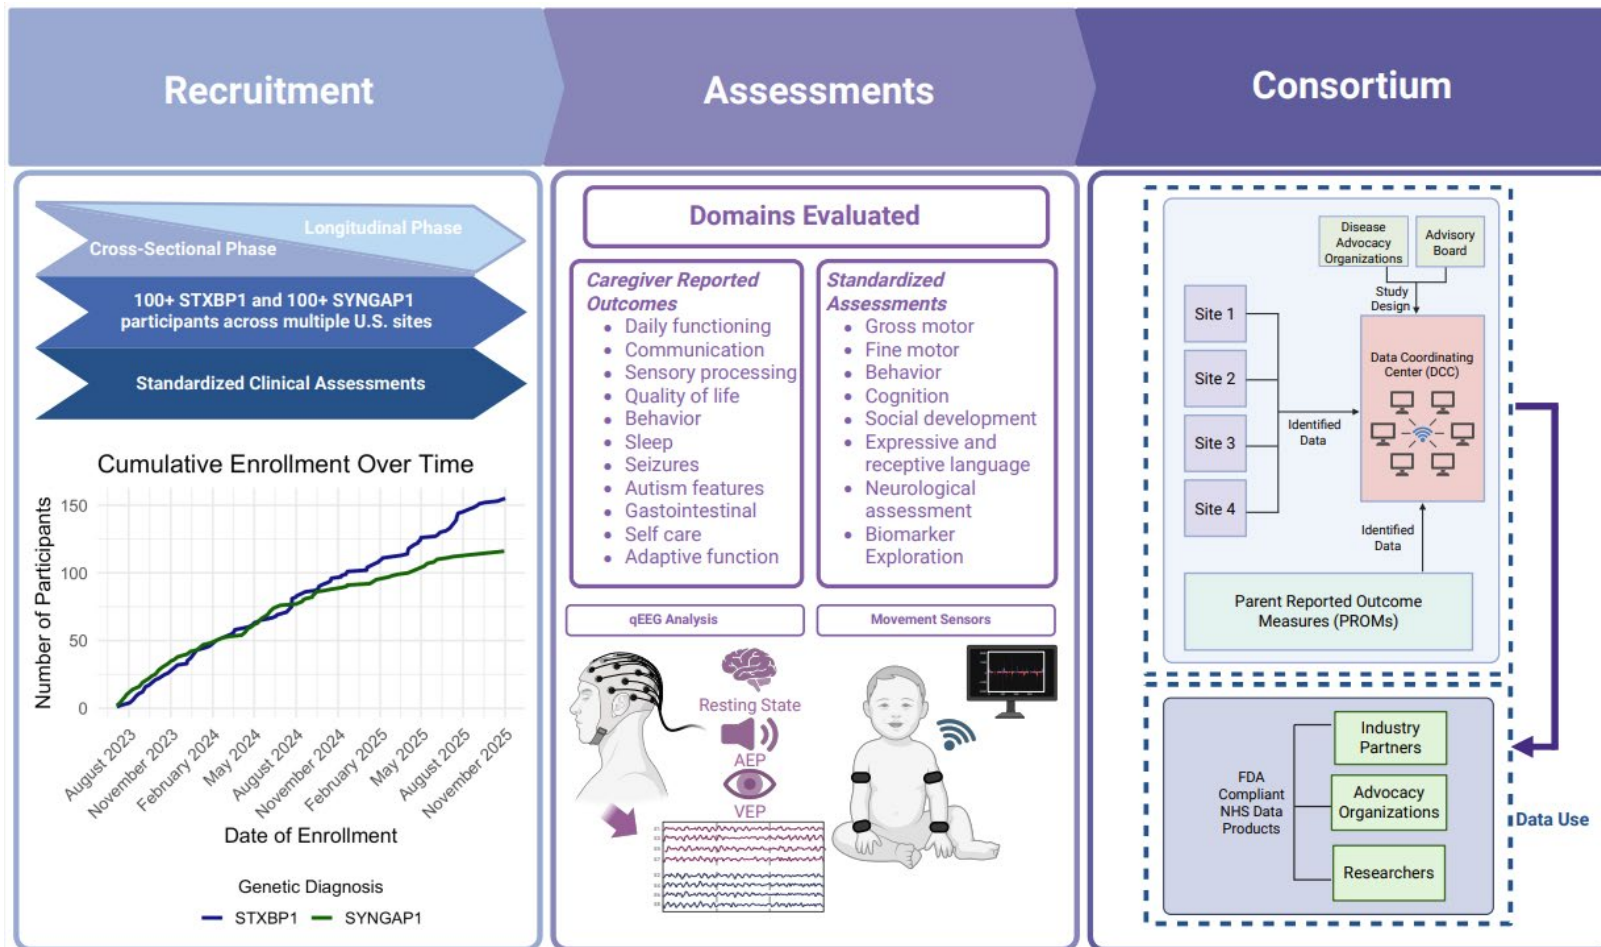 Recruitment
Assessments
Consortium
Longitudinal Phase
Cross-Sectional Phase
100+ STXBP1 and 100+ SYNGAP1
participants across multiple U.S. sites
Standardized Clinical Assessments
Cumulative Enrollment Over Time
Number of Participants
150
100
50
0
August 2023
November 2023
February 2024
May 2024
August 2024
November 2024
February 2025
May 2025
August 2025
November 2025
Date of Enrollment
Genetic Diagnosis
STXBP1
SYNGAP1
Domains Evaluated
Caregiver Reported
Outcomes
• Daily functioning
• Communication
• Sensory processing
• Quality of life
• Behavior
• Sleep
• Seizures
• Autism features
• Gastointestinal
• Self care
• Adaptive function
Standardized
Assessments
• Gross motor
• Fine motor
• Behavior
• Cognition
• Social development
• Expressive and
receptive language
• Neurological
assessment
• Biomarker
Exploration
qEEG Analysis
Movement Sensors
Resting State
AEP
VEP
Disease
Advocacy
Organizations
Advisory
Board
Study
Design
Site 1
Site 2
Site 3
Site 4
Identified
Data
Data Coordinating
Center (DCC)
Identified
Data
Parent Reported Outcome
Measures (PROMs)
FDA
Compliant
NHS Data
Products
Industry
Partners
Advocacy
Organizations
Researchers
Data Use